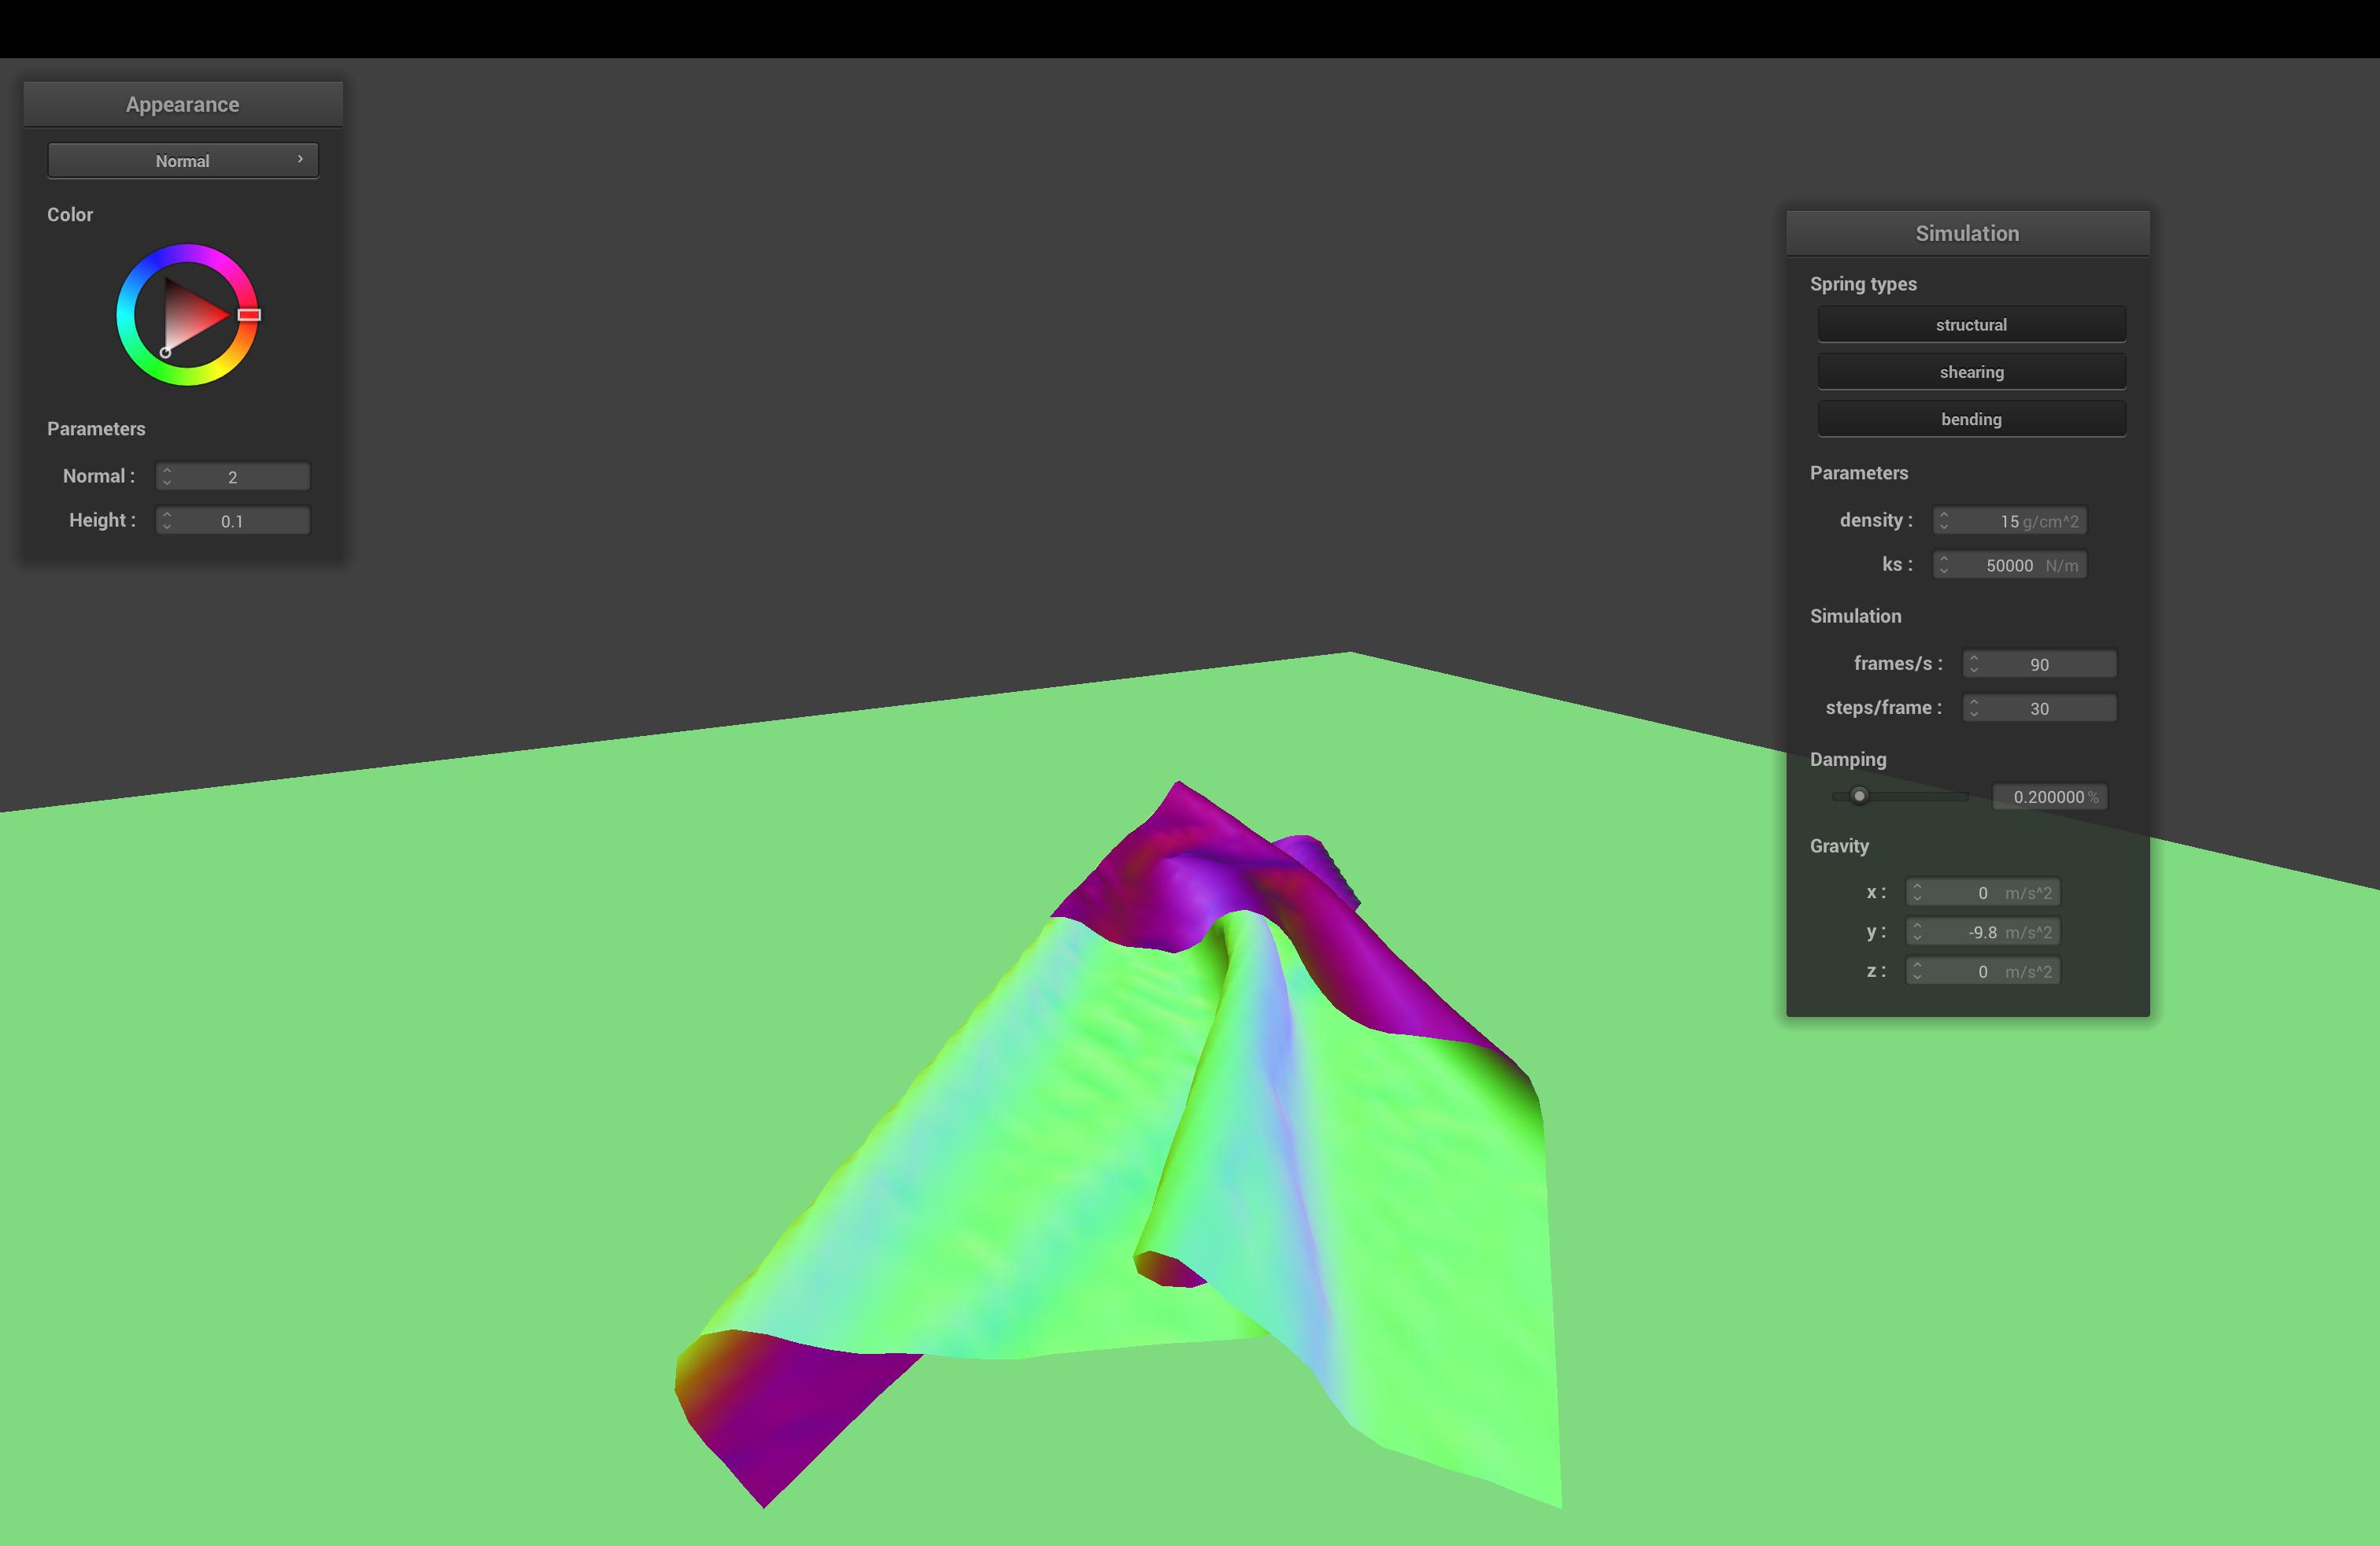 Appearance
Normal
Color
Parameters
Normal : 2
Height : 0.1
Simulation
Spring types
structural
shearing
bending
Parameters
density : 15 g/cm^2
ks : 50000 N/m
Simulation
frames/s : 90
steps/frame : 30
Damping
0.200000 %
Gravity
x : 0 m/s^2
y : -9.8 m/s^2
z : 0 m/s^2